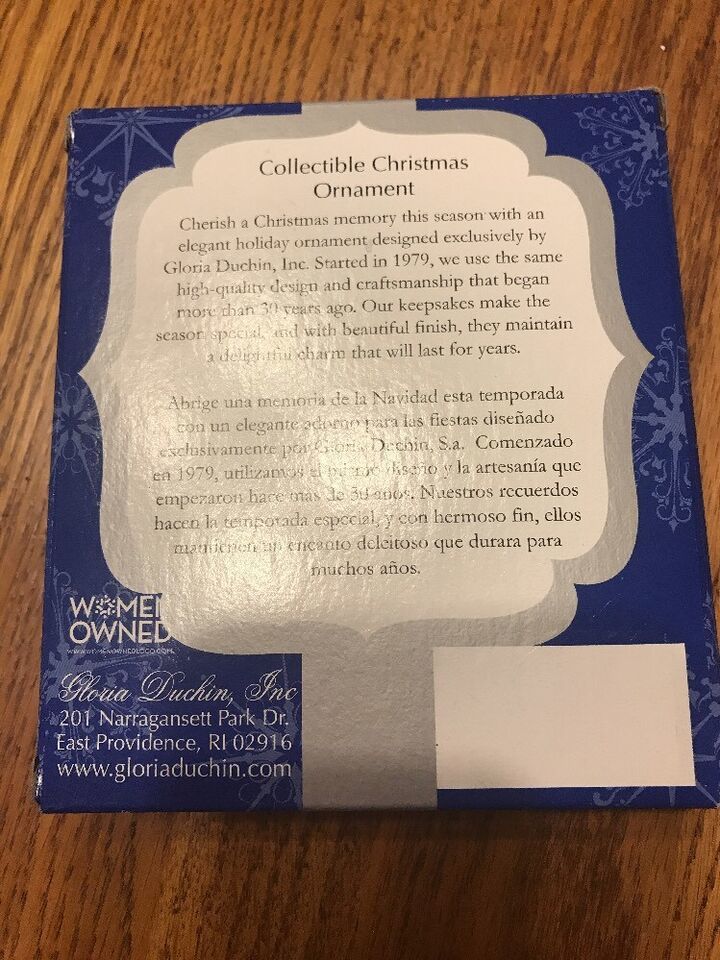 Collectible Christmas
Ornament
Cherish a Christmas memory this season with an
elegant holiday ornament designed exclusively by
Gloria Duchin, Inc. Started in 1979, we use the same
high-quality design and craftsmanship that began
more than 30 years ago. Our keepsakes make the
season special, and with beautiful finish, they maintain
a delightful charm that will last for years.
Abrige una memoria de la Navidad esta temporada
con un elegante adorno para las fiestas diseñado
exclusivamente por Gloria Duchin, S.a. Comenzado
en 1979, utilizamos el mismo diseño y la artesanía que
empezaron hace mas de 30 anos. Nuestros recuerdos
hacen la temporada especial, y con hermoso fin, ellos
mantienen un encanto deleitoso que durara para
muchos años.
WOMEN
OWNED
WWW.WOMENOWNEDLOGO.COM
Gloria Duchin, Inc
201 Narragansett Park Dr.
East Providence, RI 02916
www.gloriaduchin.com